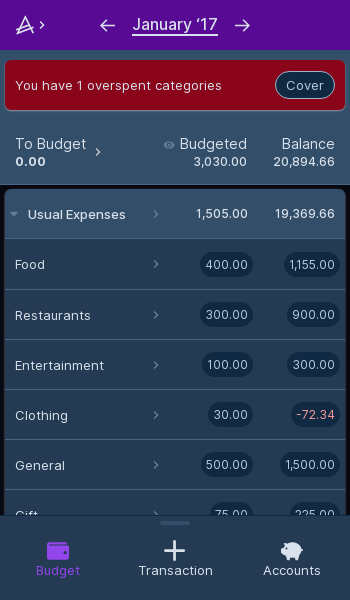 January ‘17
You have 1 overspent categories Cover
To Budget Budgeted Balance
0.00 3,030.00 20,894.66
Usual Expenses 1,505.00 19,369.66
Food 400.00 1,155.00
Restaurants 300.00 900.00
Entertainment 100.00 300.00
Clothing 30.00 -72.34
General 500.00 1,500.00
Gift 75.00 225.00
Budget Transaction Accounts